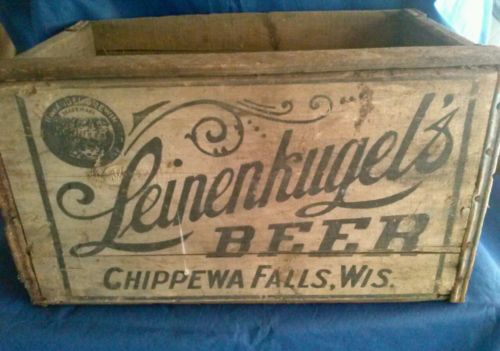 Leinenkugel's
BEER
CHIPPEWA FALLS, WIS.